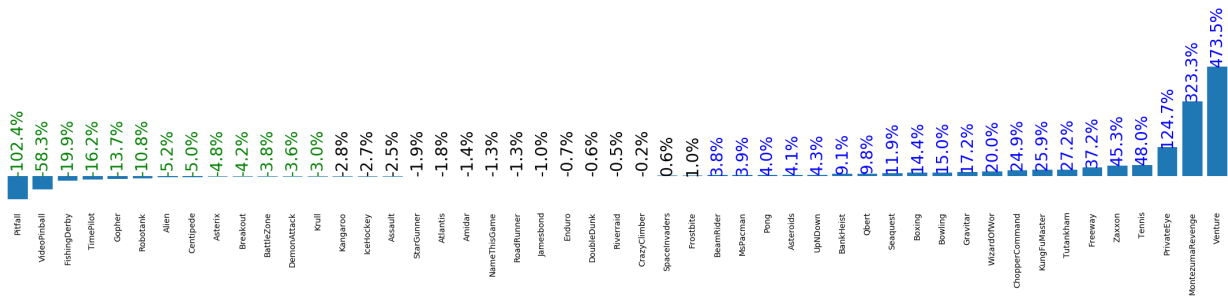 -102.4%
-58.3%
-19.9%
-16.2%
-13.7%
-10.8%
-5.2%
-5.0%
-4.8%
-4.2%
-3.8%
-3.6%
-3.0%
-2.8%
-2.7%
-2.5%
-1.9%
-1.8%
-1.4%
-1.3%
-1.3%
-1.0%
-0.7%
-0.6%
-0.5%
-0.2%
0.6%
1.0%
3.8%
3.9%
4.0%
4.1%
4.3%
9.1%
9.8%
11.9%
14.4%
15.0%
17.2%
20.0%
24.9%
25.9%
27.2%
37.2%
45.3%
48.0%
124.7%
323.3%
473.5%
Pitfall
VideoPinball
FishingDerby
TimePilot
Gopher
Robotank
Alien
Centipede
Asterix
Breakout
BattleZone
DemonAttack
Krull
Kangaroo
IceHockey
Assault
StarGunner
Atlantis
Amidar
NameThisGame
RoadRunner
Jamesbond
Enduro
DoubleDunk
Riverraid
CrazyClimber
SpaceInvaders
Frostbite
BeamRider
MsPacman
Pong
Asteroids
UpNDown
BankHeist
Qbert
Seaquest
Boxing
Bowling
Gravitar
WizardOfWor
ChopperCommand
KungFuMaster
Tutankham
Freeway
Zaxxon
Tennis
PrivateEye
MontezumaRevenge
Venture